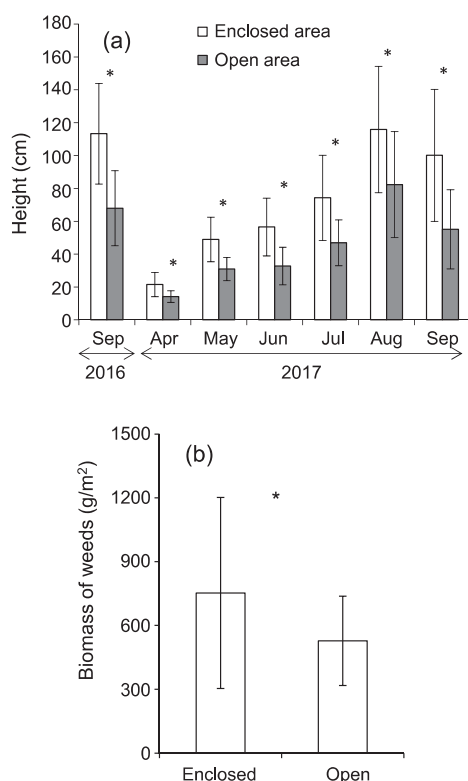 (a)
Enclosed area
Open area
Height (cm)
180
160
140
120
100
80
60
40
20
0
* * * * * * *
Sep Apr May Jun Jul Aug Sep
2016 2017
(b)
Biomass of weeds (g/m²)
1500
1200
900
600
300
0
*
Enclosed Open